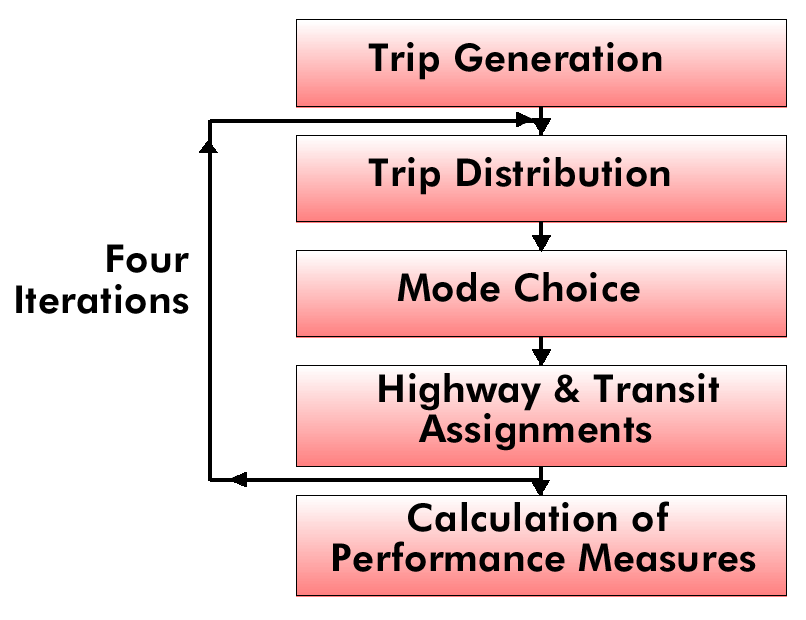 Trip Generation
Trip Distribution
Four
Iterations
Mode Choice
Highway & Transit
Assignments
Calculation of
Performance Measures